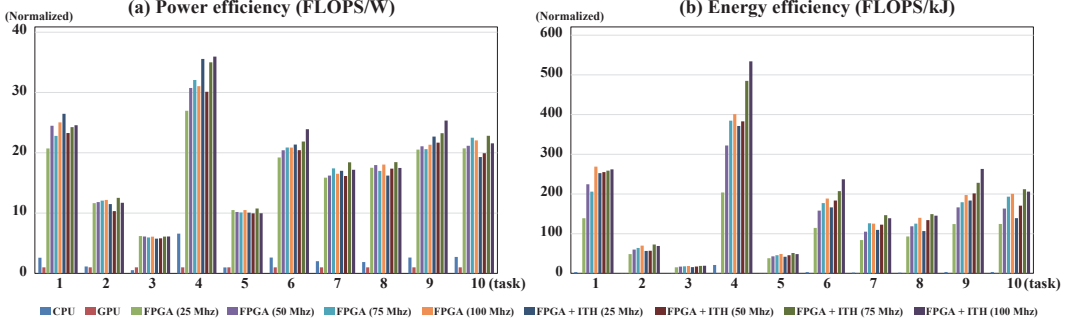 (a) Power efficiency (FLOPS/W)
(Normalized)
40
30
20
10
0
1 2 3 4 5 6 7 8 9 10 (task)
(b) Energy efficiency (FLOPS/kJ)
(Normalized)
600
500
400
300
200
100
0
1 2 3 4 5 6 7 8 9 10 (task)
CPU GPU FPGA (25 Mhz) FPGA (50 Mhz) FPGA (75 Mhz) FPGA (100 Mhz) FPGA + ITH (25 Mhz) FPGA + ITH (50 Mhz) FPGA + ITH (75 Mhz) FPGA + ITH (100 Mhz)